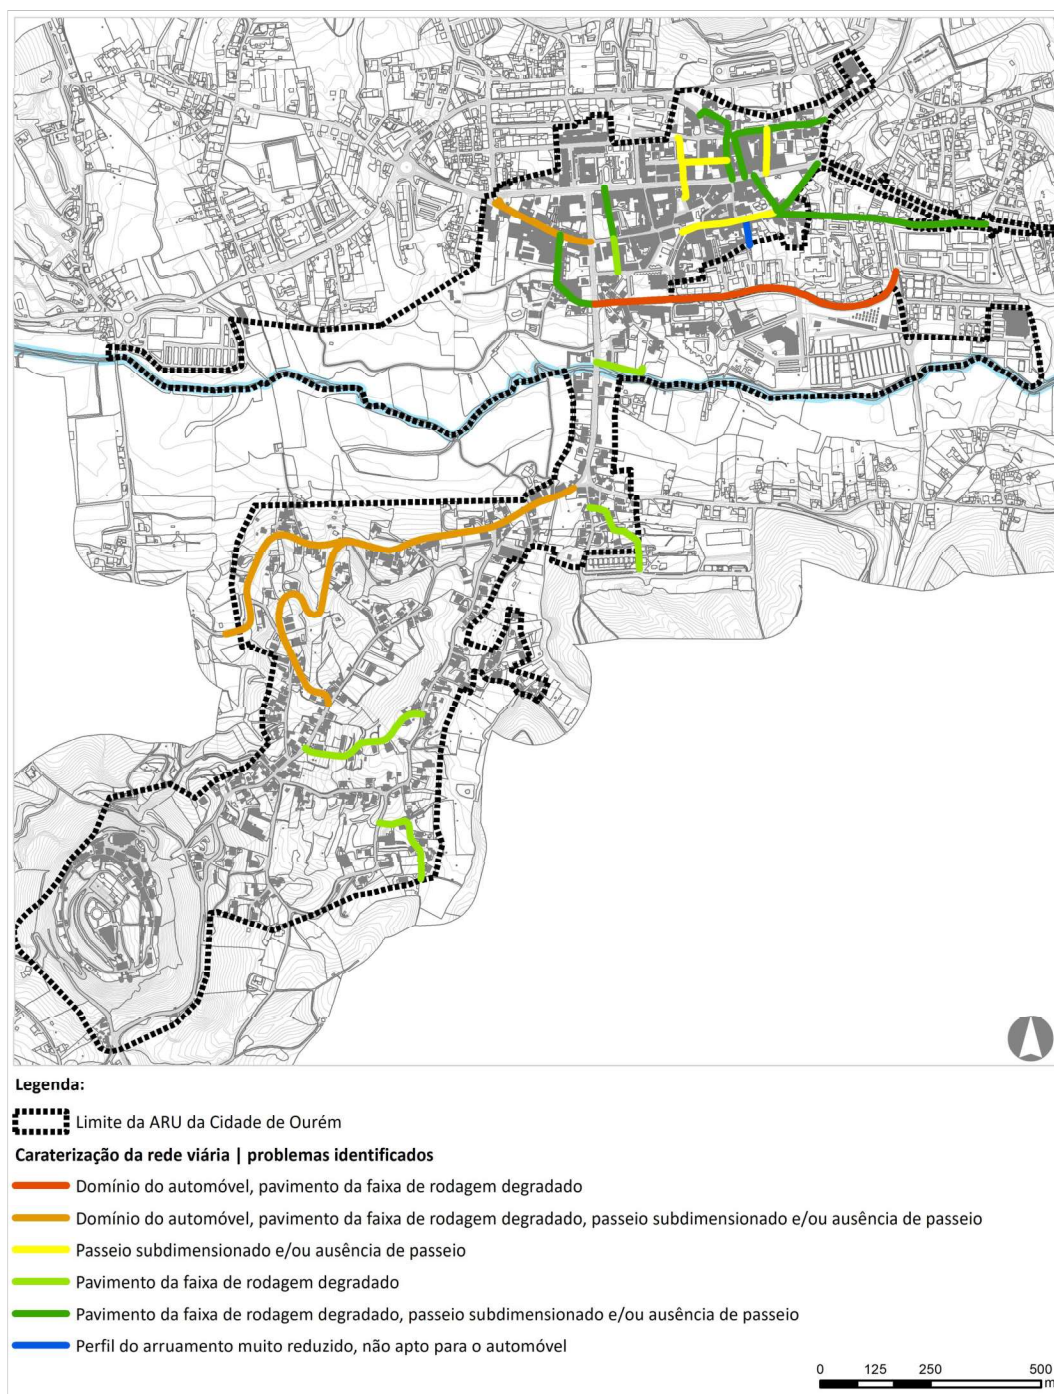 Legenda:
Limite da ARU da Cidade de Ourém
Caraterização da rede viária | problemas identificados
Domínio do automóvel, pavimento da faixa de rodagem degradado
Domínio do automóvel, pavimento da faixa de rodagem degradado, passeio subdimensionado e/ou ausência de passeio
Passeio subdimensionado e/ou ausência de passeio
Pavimento da faixa de rodagem degradado
Pavimento da faixa de rodagem degradado, passeio subdimensionado e/ou ausência de passeio
Perfil do arruamento muito reduzido, não apto para o automóvel
0 125 250 500
m